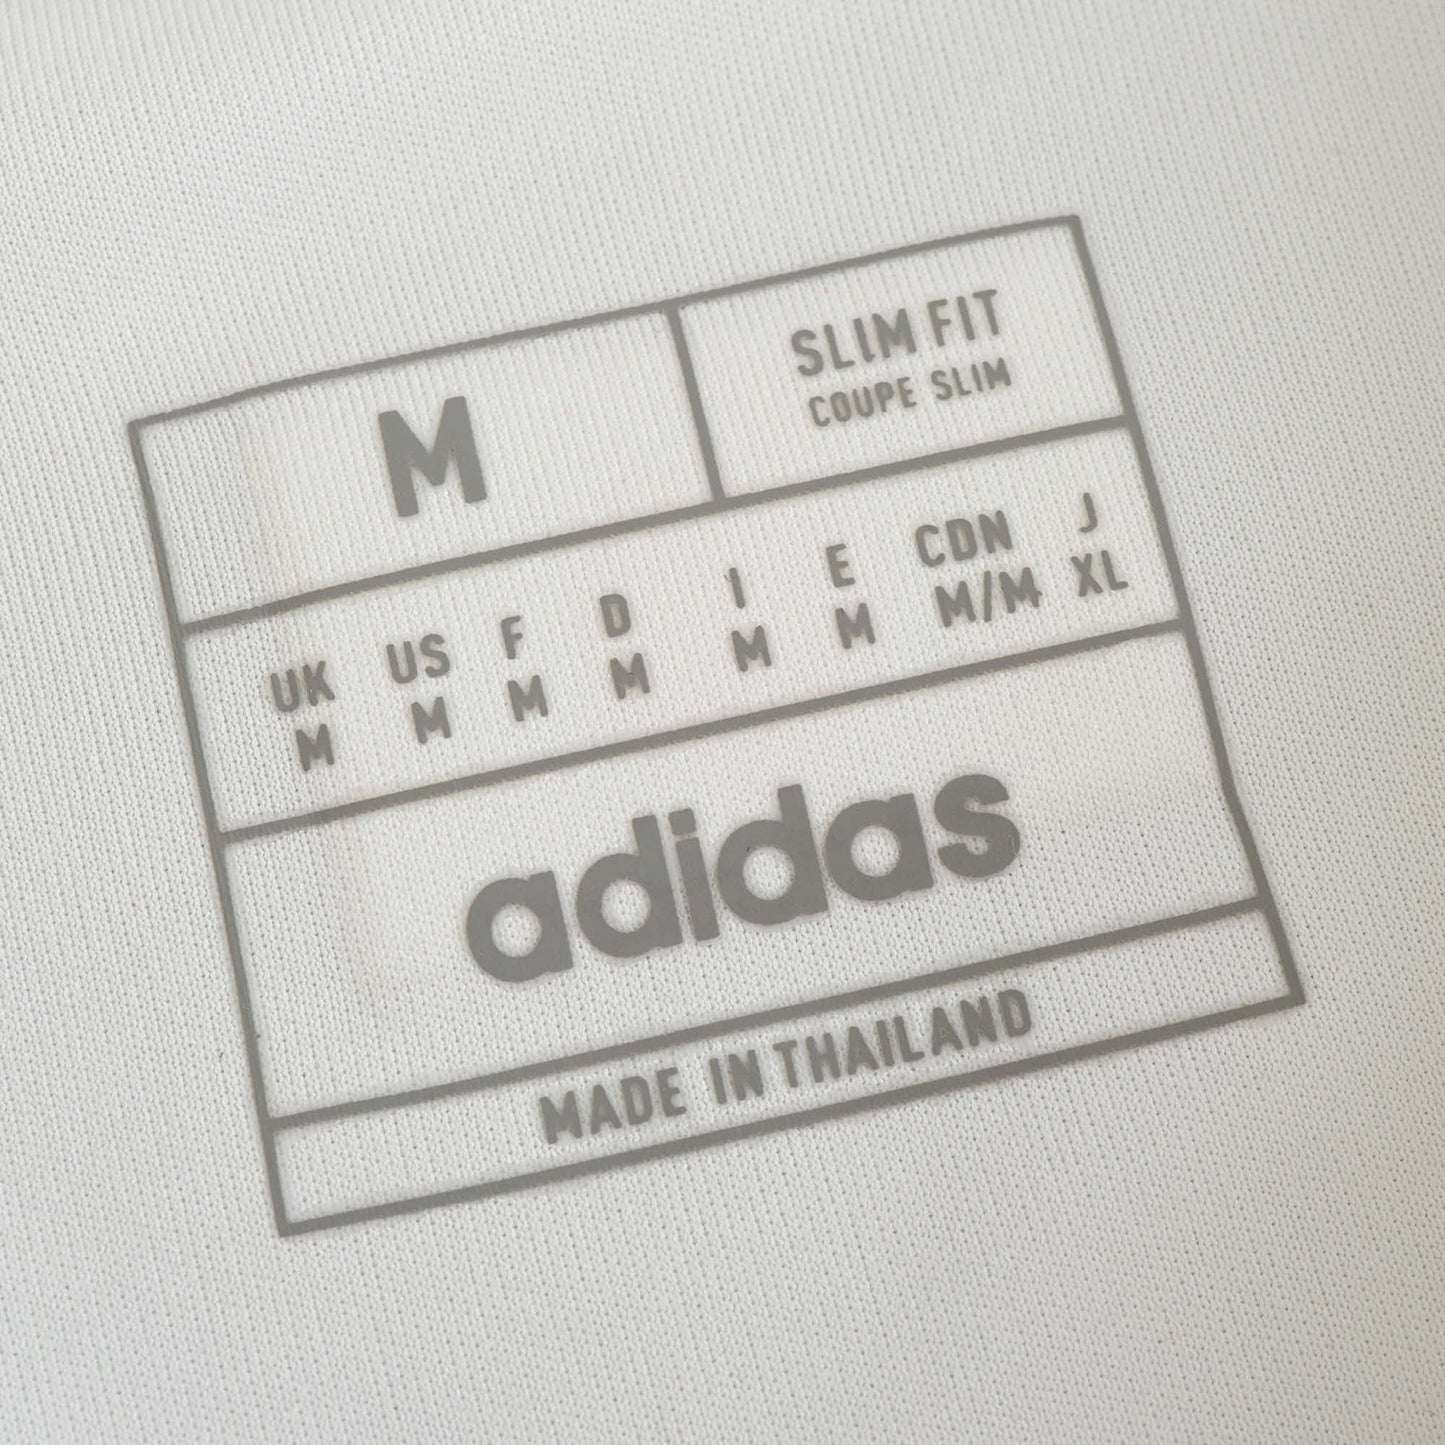 M
SLIM FIT
COUPE SLIM
UK US F D I E CDN J
M M M M M M M/M XL
adidas
MADE IN THAILAND